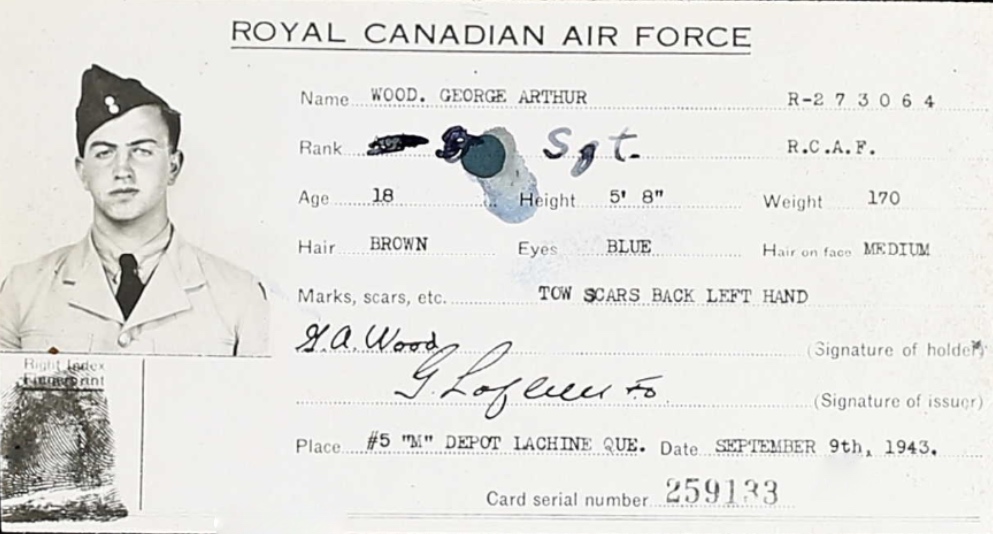 ROYAL CANADIAN AIR FORCE
Name WOOD. GEORGE ARTHUR R-273064
Rank Sgt. R.C.A.F.
Age 18 Height 5' 8" Weight 170
Hair BROWN Eyes BLUE Hair on face MEDIUM
Marks, scars, etc. TOW SCARS BACK LEFT HAND
G.A. Wood (Signature of holder)
Right Index
Fingerprint
G. F/O (Signature of issuer)
Place #5 "M" DEPOT LACHINE QUE. Date SEPTEMBER 9th, 1943.
Card serial number 259133